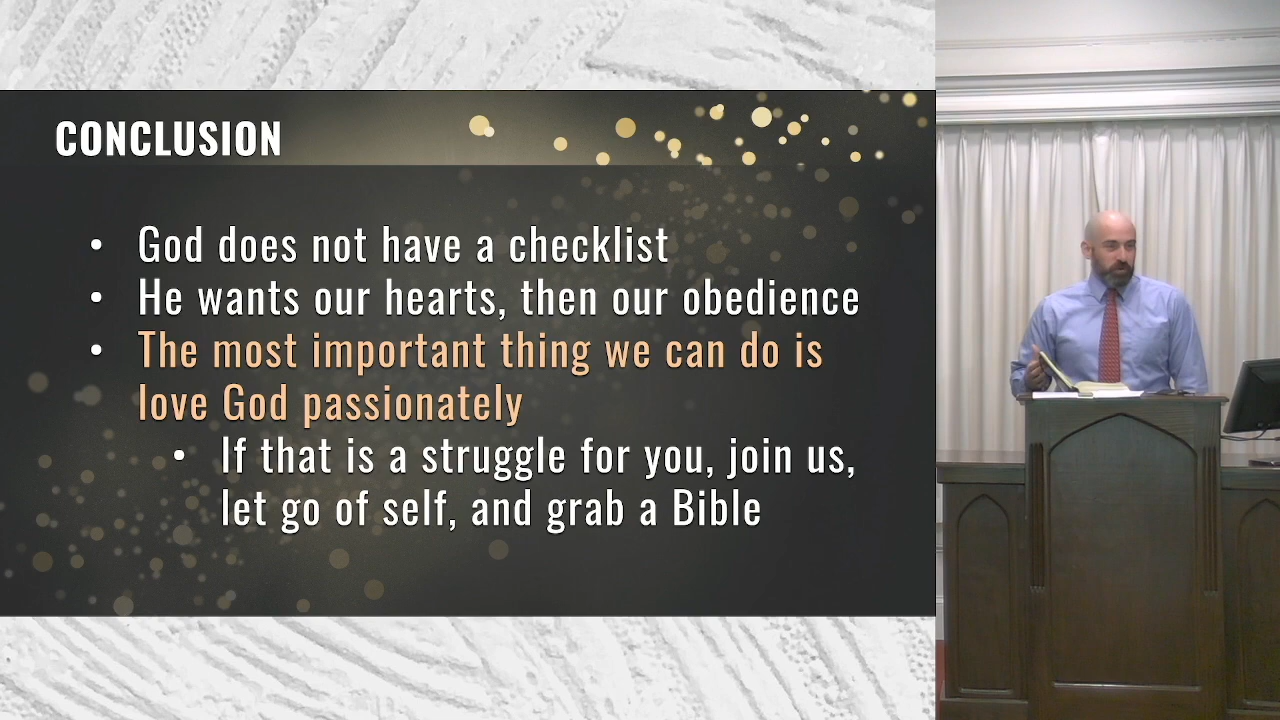 CONCLUSION
• God does not have a checklist
• He wants our hearts, then our obedience
• The most important thing we can do is
love God passionately
• If that is a struggle for you, join us,
let go of self, and grab a Bible